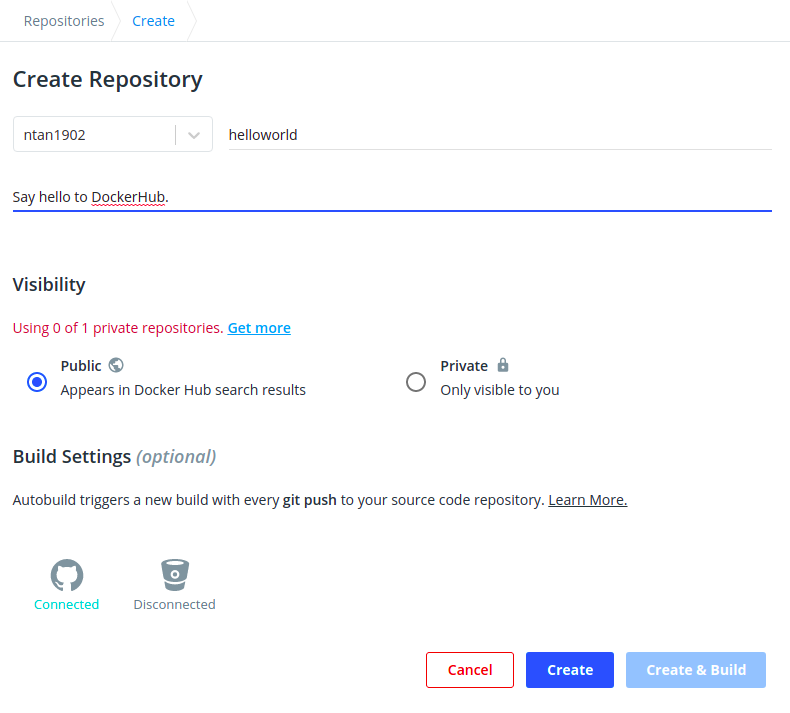 Repositories Create
Create Repository
ntan1902 helloworld
Say hello to DockerHub.
Visibility
Using 0 of 1 private repositories. Get more
Public Private
Appears in Docker Hub search results Only visible to you
Build Settings (optional)
Autobuild triggers a new build with every git push to your source code repository. Learn More.
Connected Disconnected
Cancel Create Create & Build